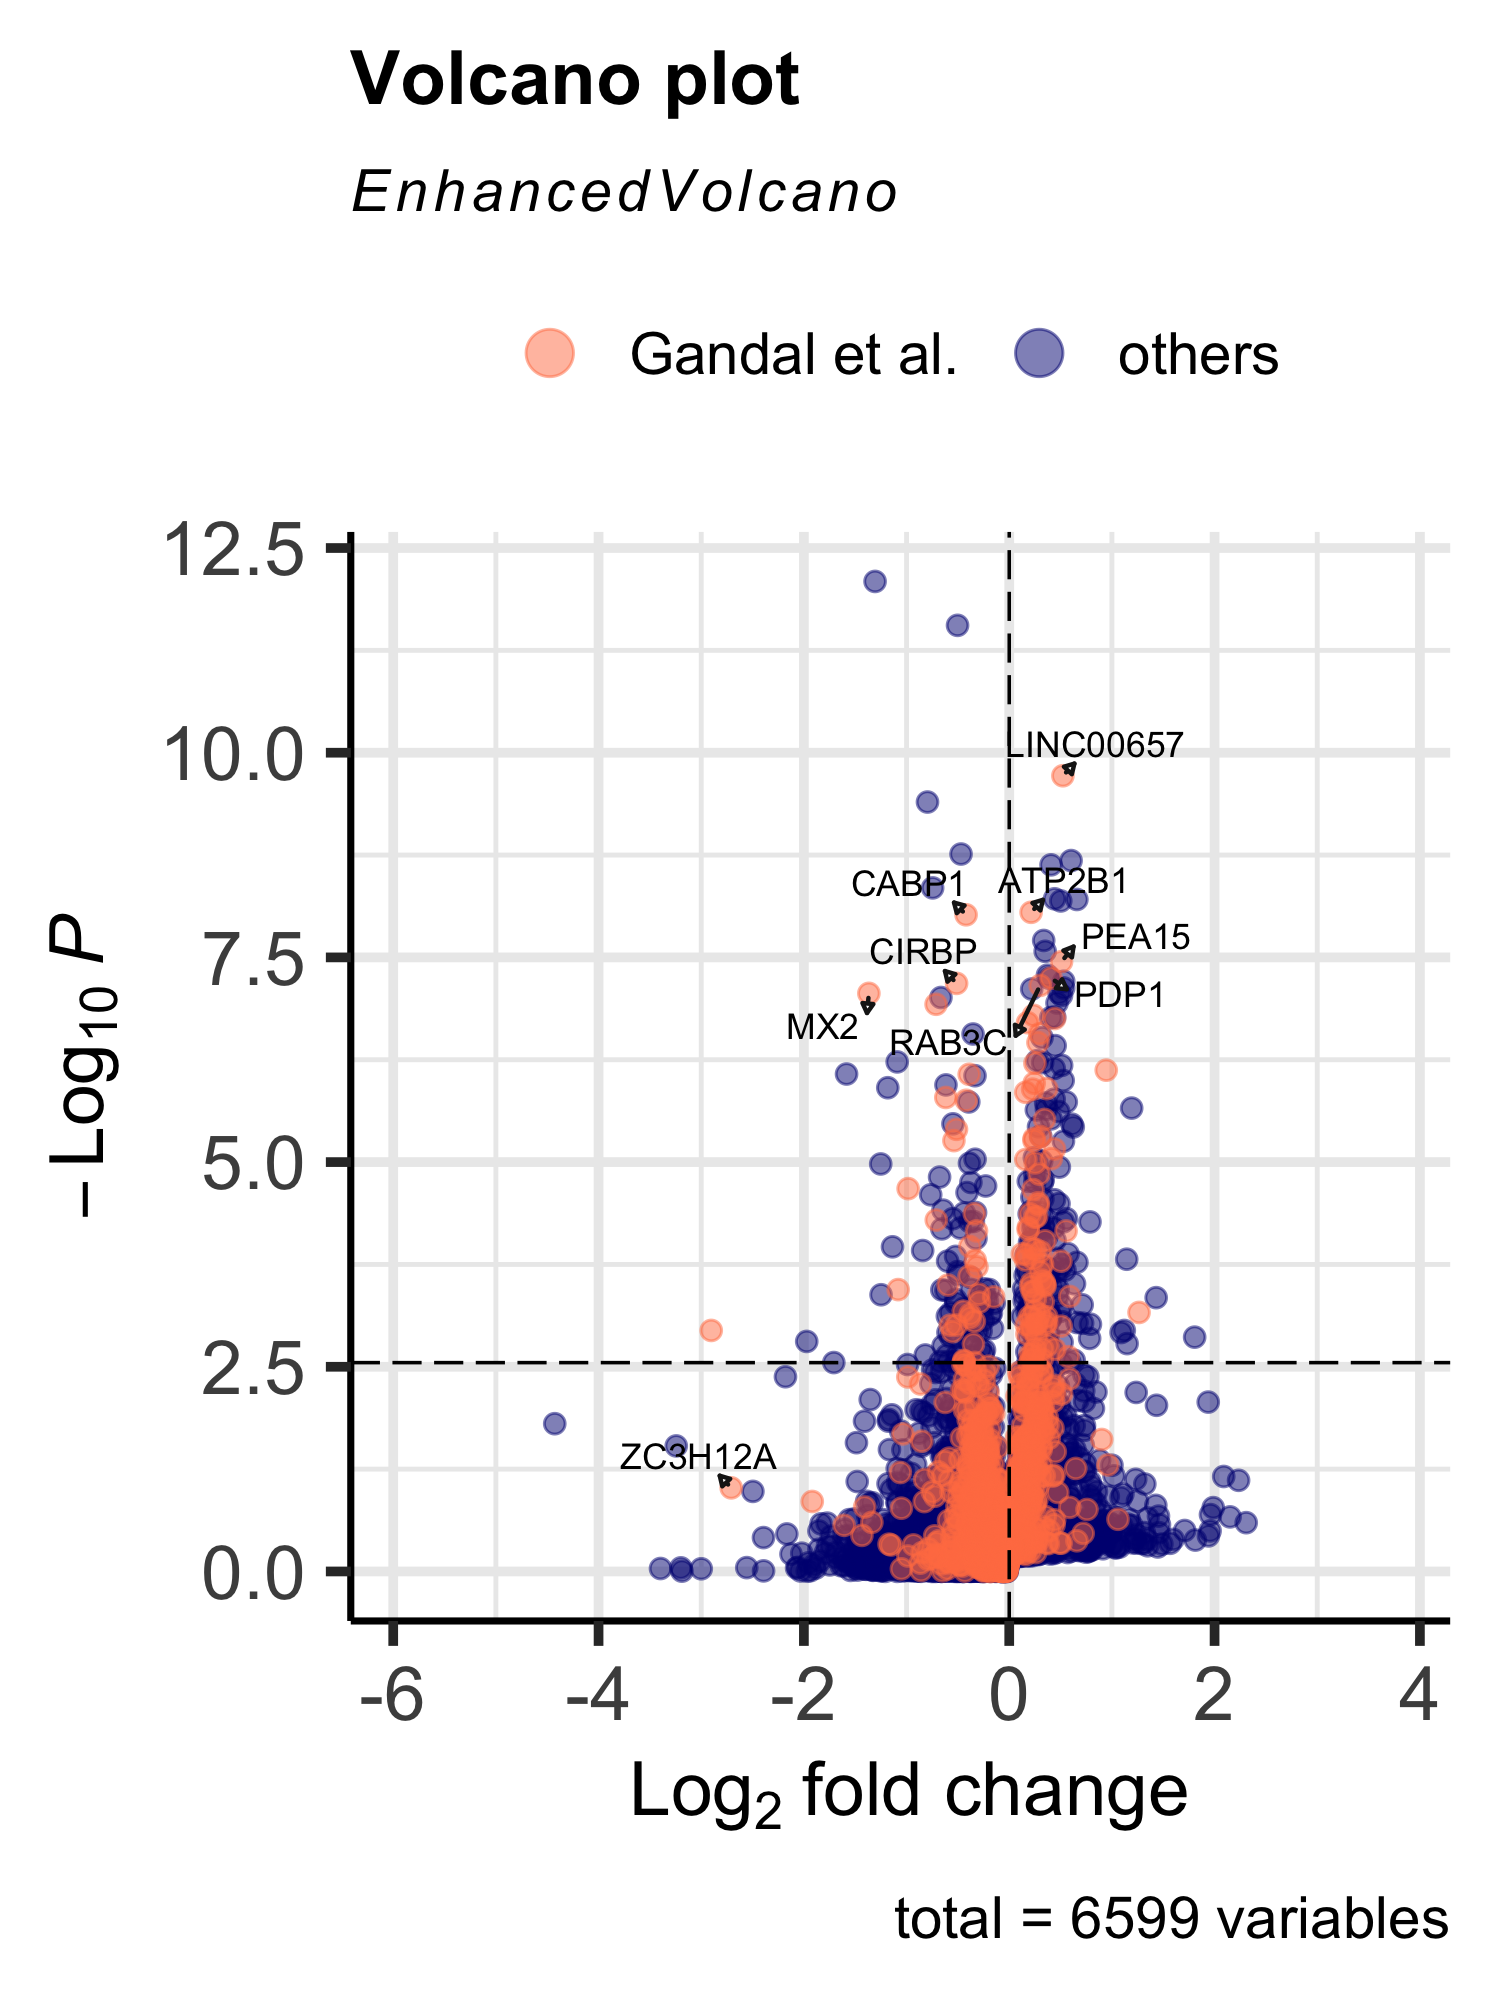 Volcano plot
EnhancedVolcano
Gandal et al.
others
12.5
10.0
7.5
5.0
2.5
0.0
−Log10 P
LINC00657
CABP1
ATP2B1
CIRBP
PEA15
MX2
RAB3C
PDP1
ZC3H12A
-6
-4
-2
0
2
4
Log2 fold change
total = 6599 variables